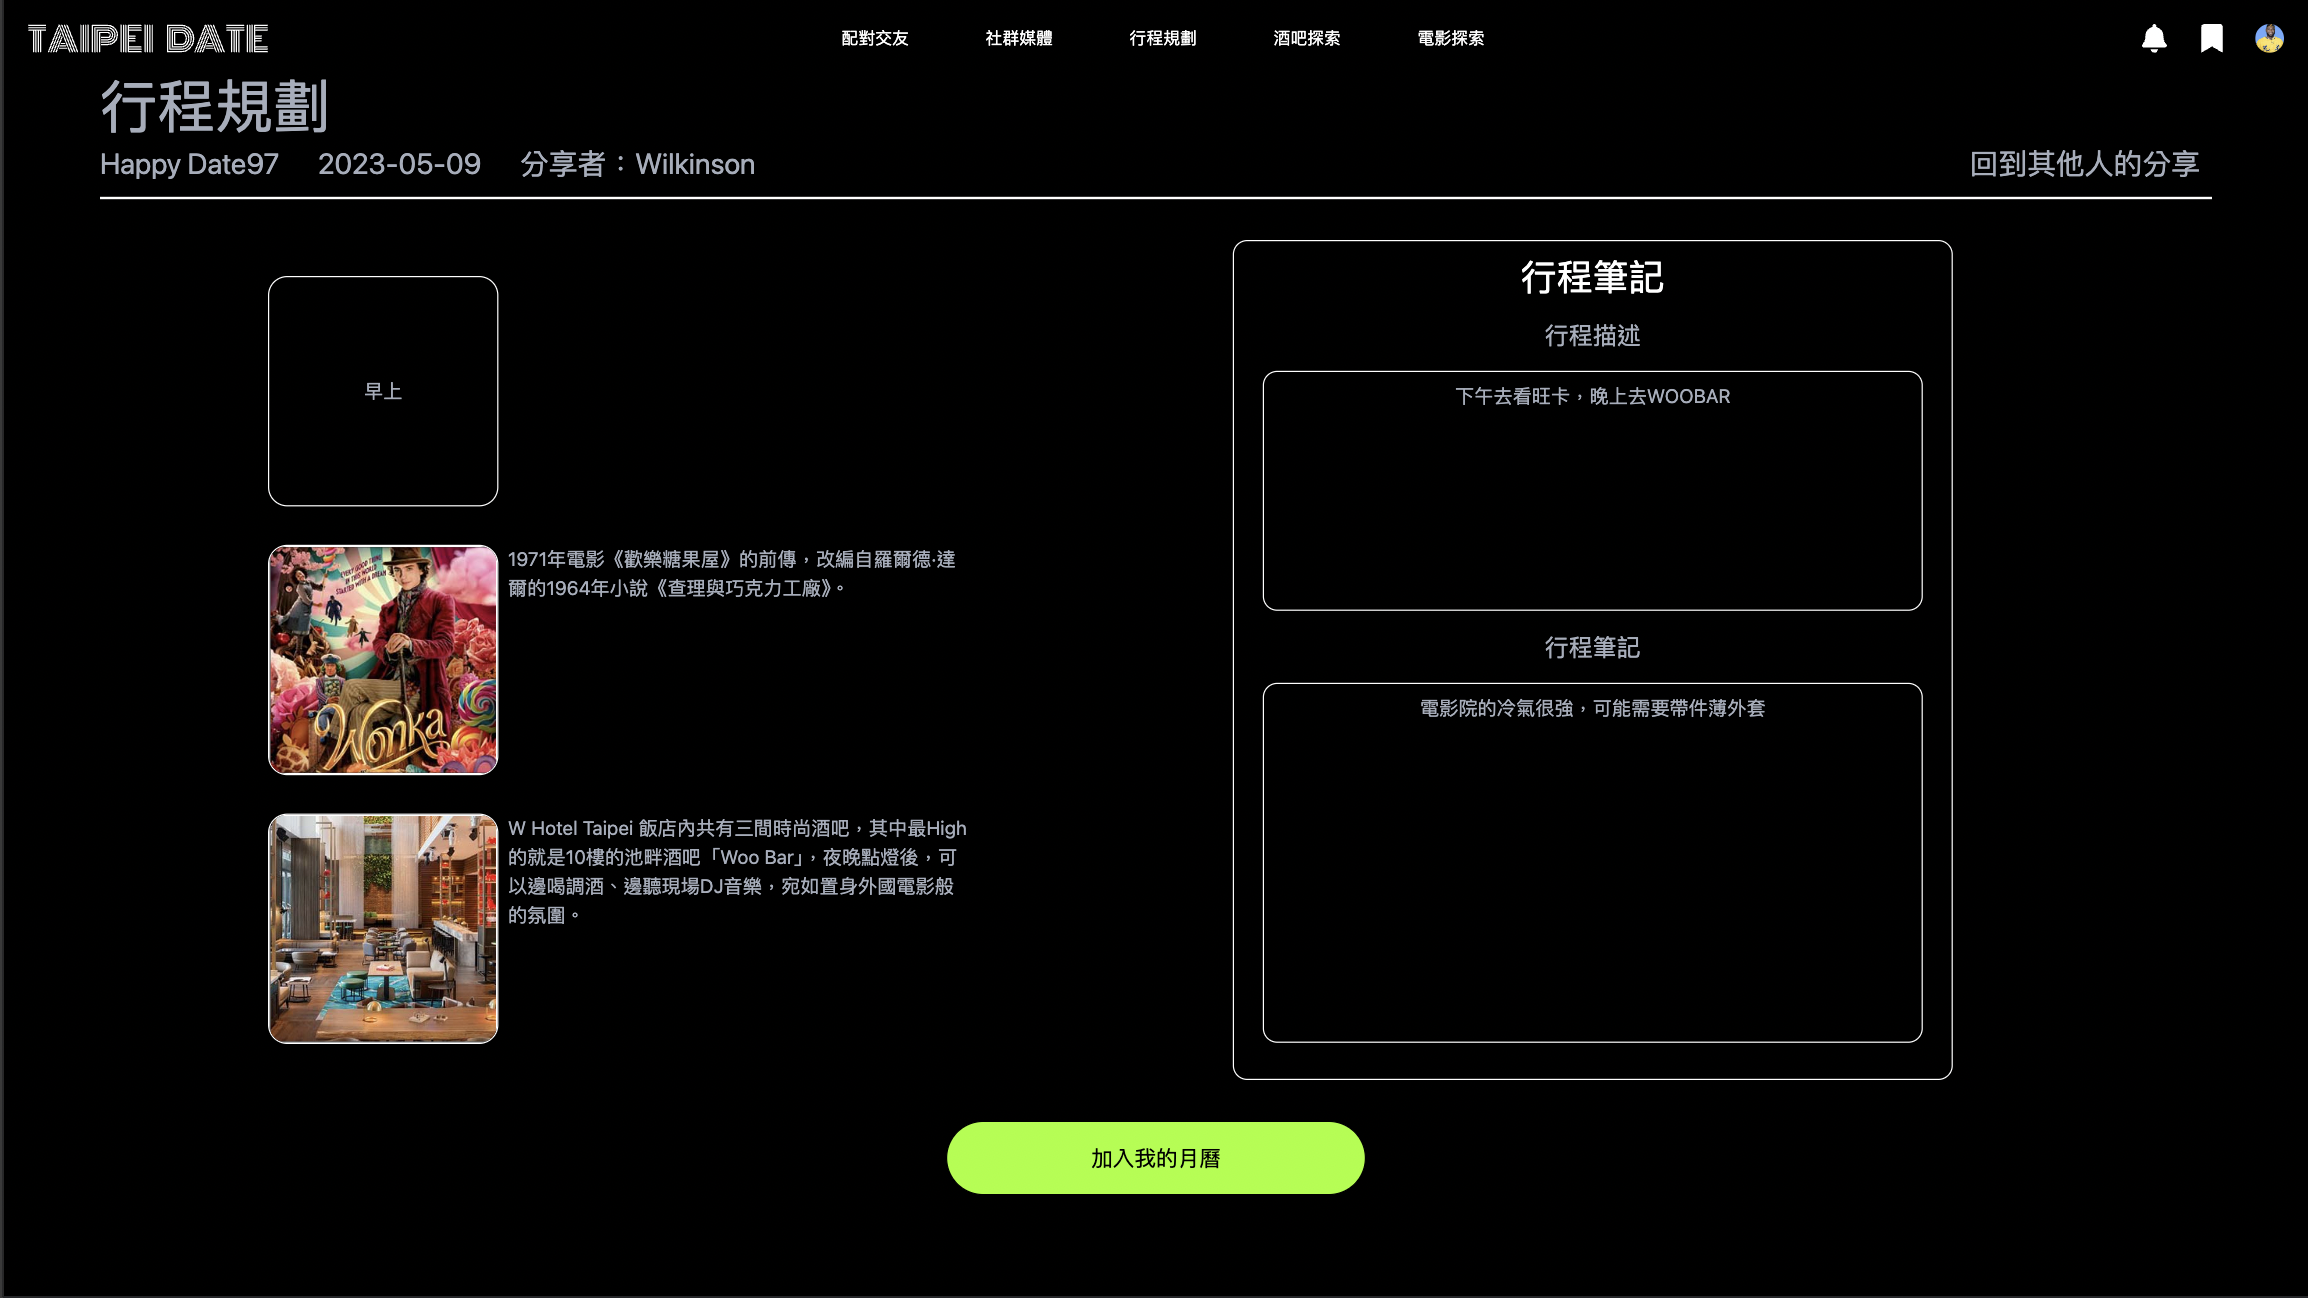 TAIPEI DATE
配對交友
社群媒體
行程規劃
酒吧探索
電影探索
行程規劃
Happy Date97
2023-05-09
分享者：Wilkinson
回到其他人的分享
早上
EVERY GOOD THING
IN THIS WORLD
STARTED WITH A DREAM
Wonka
1971年電影《歡樂糖果屋》的前傳，改編自羅爾德·達
爾的1964年小說《查理與巧克力工廠》。
W Hotel Taipei 飯店內共有三間時尚酒吧，其中最High
的就是10樓的池畔酒吧「Woo Bar」，夜晚點燈後，可
以邊喝調酒、邊聽現場DJ音樂，宛如置身外國電影般
的氛圍。
行程筆記
行程描述
下午去看旺卡，晚上去WOOBAR
行程筆記
電影院的冷氣很強，可能需要帶件薄外套
加入我的月曆